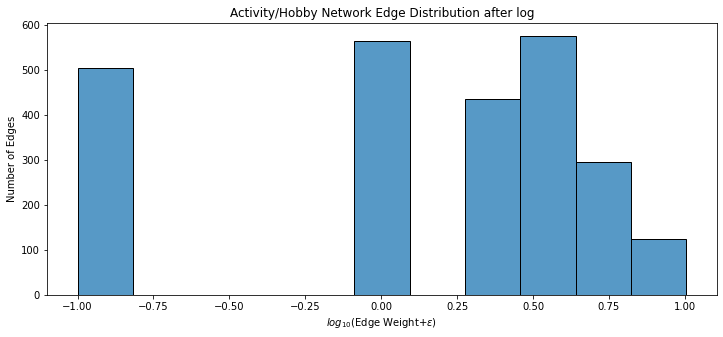 Activity/Hobby Network Edge Distribution after log
600
500
400
300
200
100
0
Number of Edges
−1.00 −0.75 −0.50 −0.25 0.00 0.25 0.50 0.75 1.00
log₁₀(Edge Weight+ε)